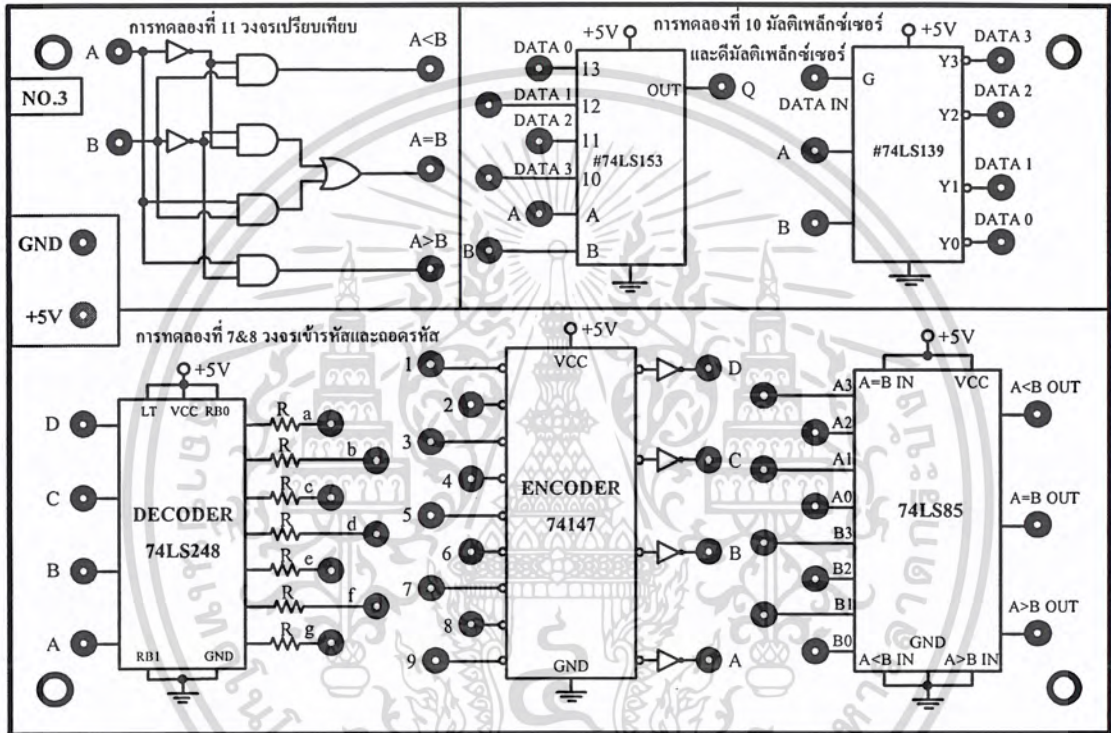 การทดลองที่ 11 วงจรเปรียบเทียบ
A
B
NO.3
A<B
A=B
A>B
GND
+5V
การทดลองที่ 10 มัลติเพล็กซ์เซอร์
และดีมัลติเพล็กซ์เซอร์
+5V
DATA 0
13
DATA 1
12
DATA 2
11
DATA 3
10
A
A
B
B
OUT
Q
#74LS153
+5V
G
DATA IN
A
B
#74LS139
Y3
DATA 3
Y2
DATA 2
Y1
DATA 1
Y0
DATA 0
การทดลองที่ 7&8 วงจรเข้ารหัสและถอดรหัส
+5V
LT VCC RB0
D
C
B
A
DECODER
74LS248
RB1 GND
R a
R b
R c
R d
R e
R f
R g
+5V
VCC
1
2
3
4
5
6
7
8
9
ENCODER
74147
GND
D
C
B
A
+5V
A=B IN VCC
A3
A2
A1
A0
B3
B2
B1
B0
74LS85
GND
A<B IN A>B IN
A<B OUT
A=B OUT
A>B OUT